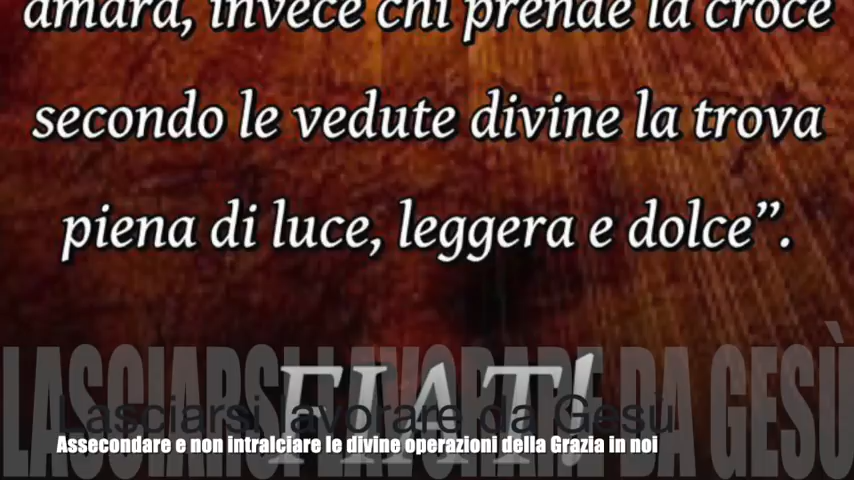 amara, invece chi prende la croce
secondo le vedute divine la trova
piena di luce, leggera e dolce”.
FIAT!
LASCIARSI LAVORARE DA GESÙ
Lasciarsi lavorare da Gesù
Assecondare e non intralciare le divine operazioni della Grazia in noi